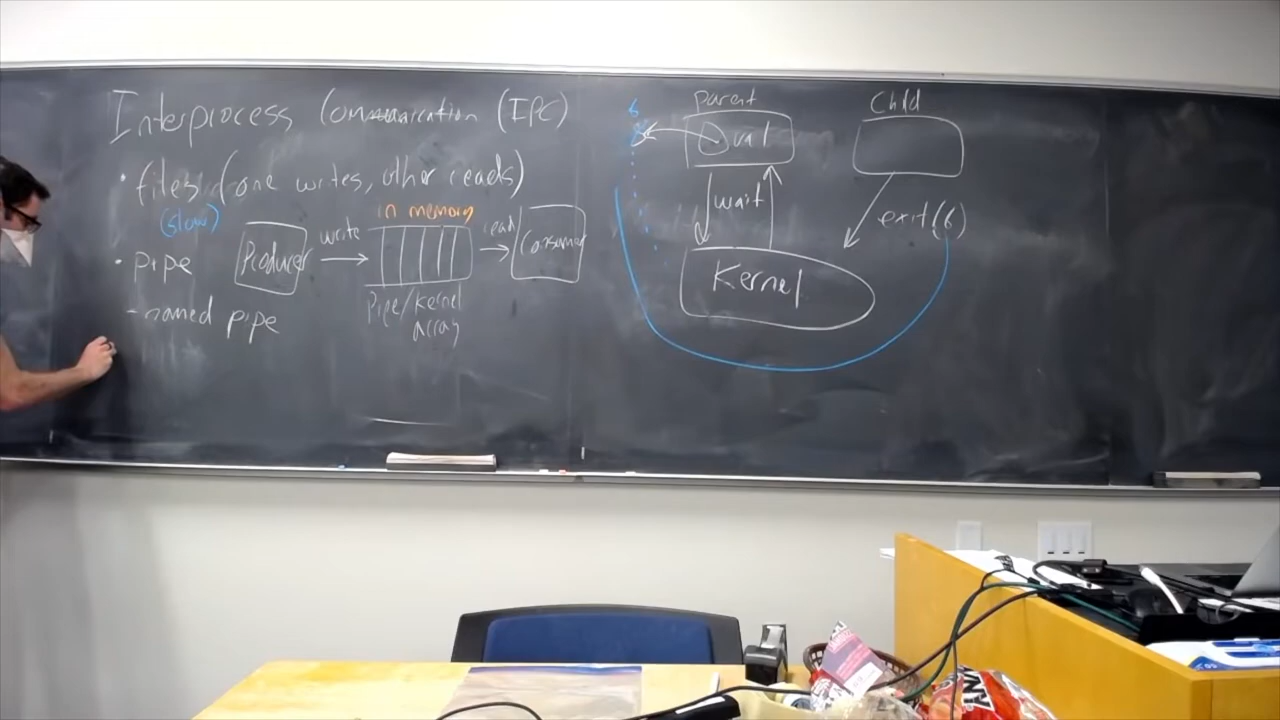 Interprocess Communication (IPC)
• files (one writes, other reads)
(slow)
in memory
• pipe
Producer
write
read
Consumer
Pipe/Kernel
array
- named pipe
6
parent
Child
val
wait
exit(6)
Kernel